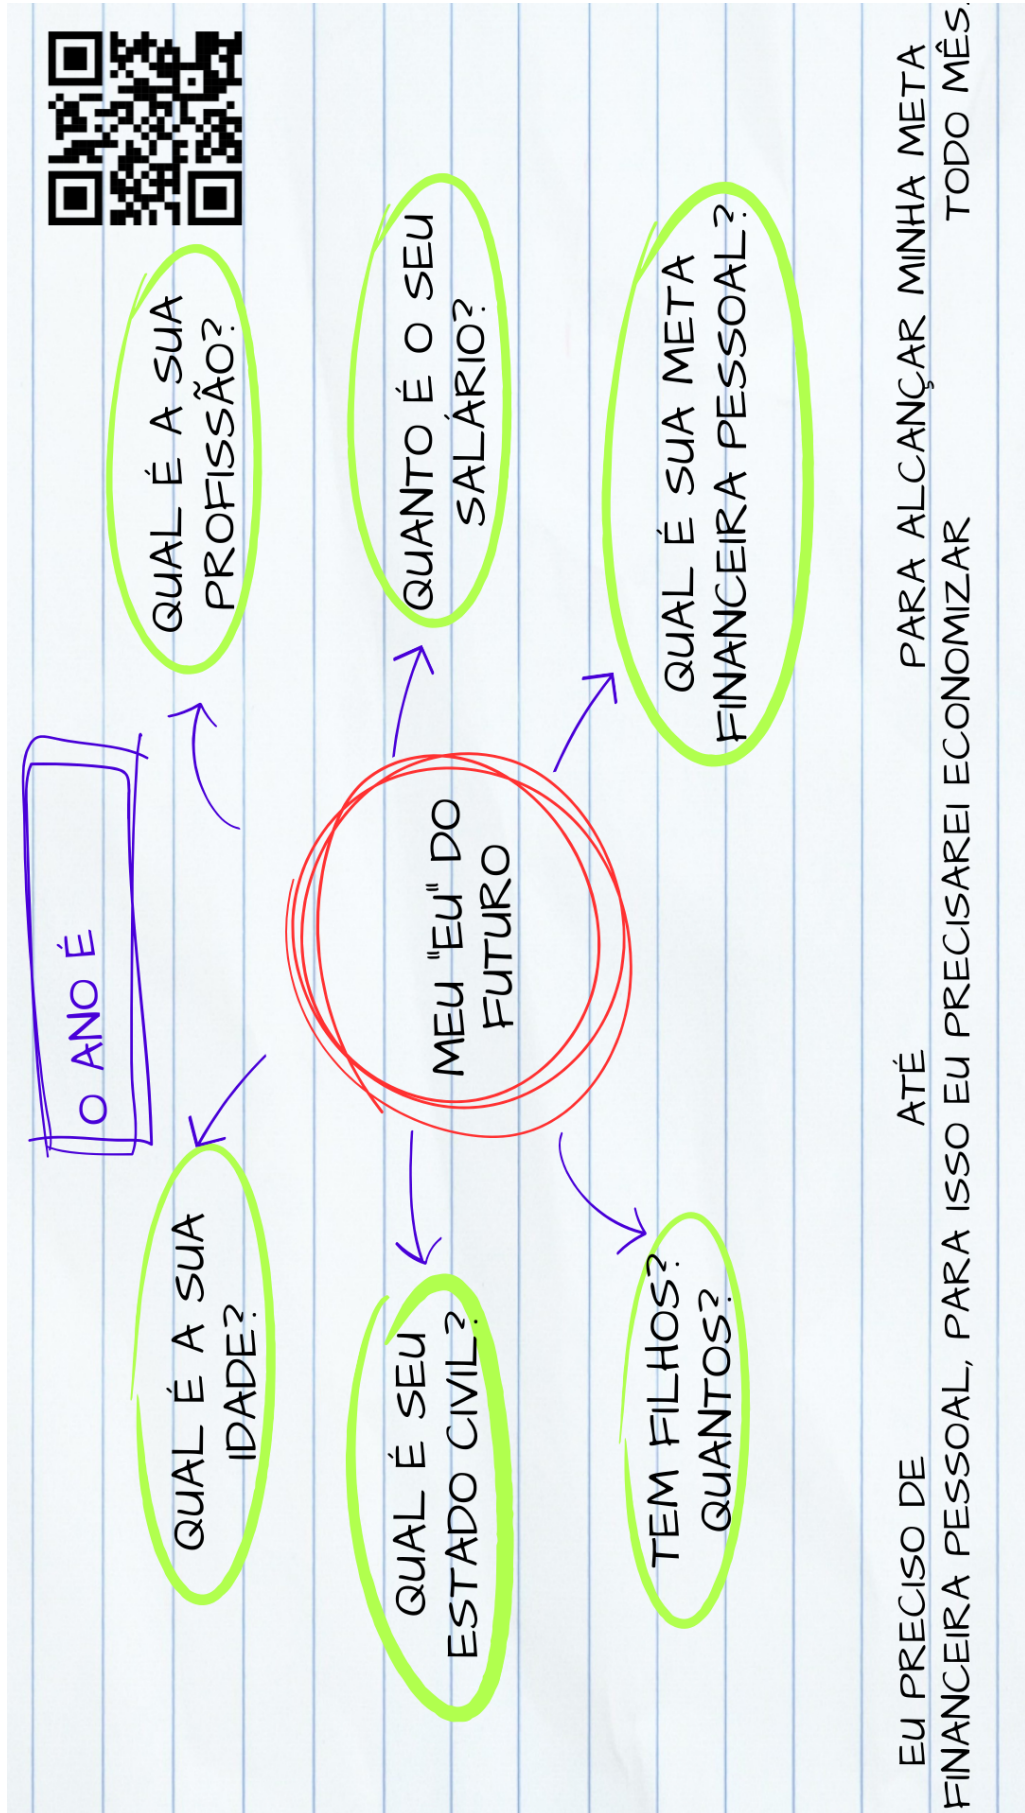 O ANO É
QUAL É A SUA
IDADE?
QUAL É A SUA
PROFISSÃO?
QUAL É SEU
ESTADO CIVIL?
MEU "EU" DO
FUTURO
QUANTO É O SEU
SALÁRIO?
TEM FILHOS?
QUANTOS?
QUAL É SUA META
FINANCEIRA PESSOAL?
EU PRECISO DE ATÉ PARA ALCANÇAR MINHA META
FINANCEIRA PESSOAL, PARA ISSO EU PRECISAREI ECONOMIZAR TODO MÊS.